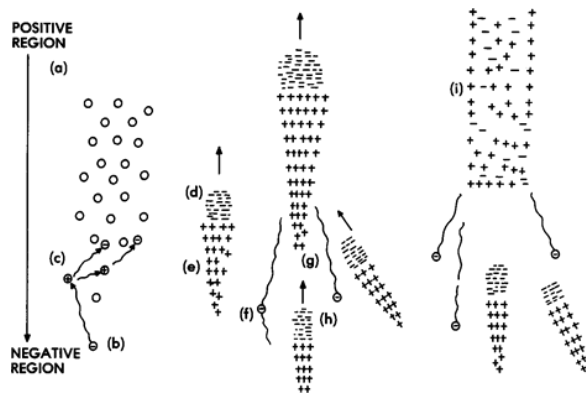 POSITIVE
REGION
(a)
(i)
(d)
(c)
(e)
(g)
(f)
(h)
(b)
NEGATIVE
REGION